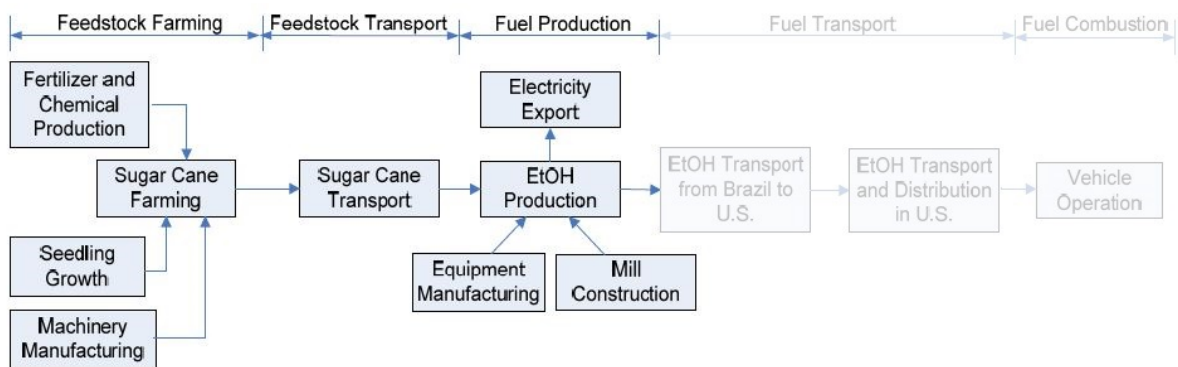 Feedstock Farming
Feedstock Transport
Fuel Production
Fuel Transport
Fuel Combustion
Fertilizer and
Chemical
Production
Electricity
Export
Sugar Cane
Farming
Sugar Cane
Transport
EtOH
Production
EtOH Transport
from Brazil to
U.S.
EtOH Transport
and Distribution
in U.S.
Vehicle
Operation
Seedling
Growth
Equipment
Manufacturing
Mill
Construction
Machinery
Manufacturing